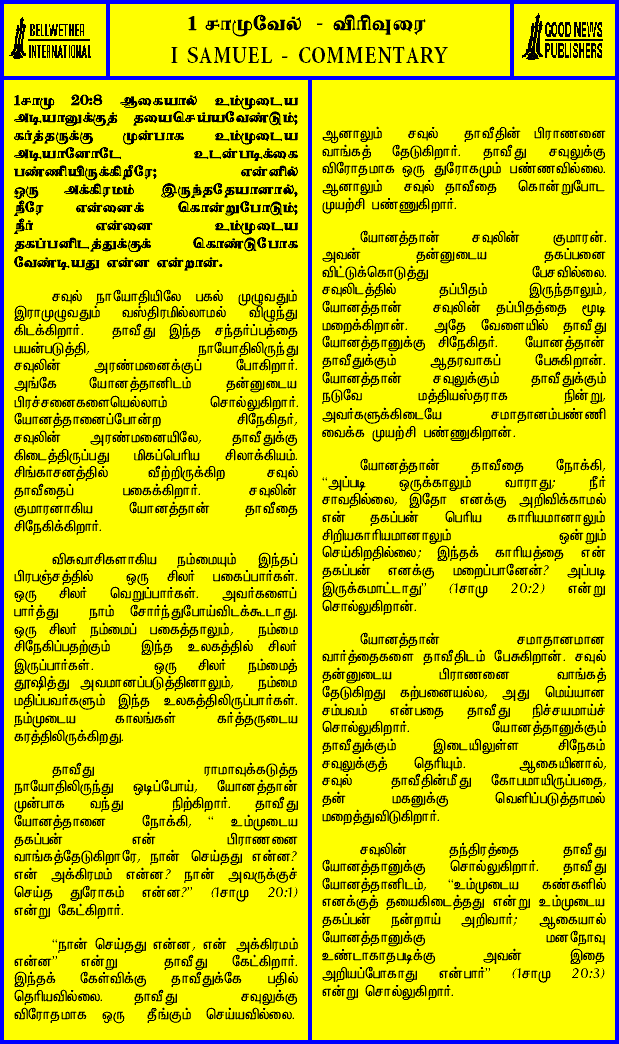 BELLWETHER
INTERNATIONAL
1 சாமுவேல் - விரிவுரை
I SAMUEL - COMMENTARY
GOOD NEWS
PUBLISHERS
1சாமு 20:8 ஆகையால் உம்முடைய
அடியானுக்குத் தயைசெய்யவேண்டும்;
கர்த்தருக்கு முன்பாக உம்முடைய
அடியானோடே உடன்படிக்கை
பண்ணியிருக்கிறீரே; என்னில்
ஒரு அக்கிரமம் இருந்ததேயானால்,
நீரே என்னைக் கொன்றுபோடும்;
நீர் என்னை உம்முடைய
தகப்பனிடத்துக்குக் கொண்டுபோக
வேண்டியது என்ன என்றான்.
சவுல் நாயோதியிலே பகல் முழுவதும்
இராமுழுவதும் வஸ்திரமில்லாமல் விழுந்து
கிடக்கிறார். தாவீது இந்த சந்தர்ப்பத்தை
பயன்படுத்தி, நாயோதிலிருந்து
சவுலின் அரண்மனைக்குப் போகிறார்.
அங்கே யோனத்தானிடம் தன்னுடைய
பிரச்சனைகளையெல்லாம் சொல்லுகிறார்.
யோனத்தானைப்போன்ற சிநேகிதர்,
சவுலின் அரண்மனையிலே, தாவீதுக்கு
கிடைத்திருப்பது மிகப்பெரிய சிலாக்கியம்.
சிங்காசனத்தில் வீற்றிருக்கிற சவுல்
தாவீதைப் பகைக்கிறார். சவுலின்
குமாரனாகிய யோனத்தான் தாவீதை
சிநேகிக்கிறார்.
விசுவாசிகளாகிய நம்மையும் இந்தப்
பிரபஞ்சத்தில் ஒரு சிலர் பகைப்பார்கள்.
ஒரு சிலர் வெறுப்பார்கள். அவர்களைப்
பார்த்து நாம் சோர்ந்துபோய்விடக்கூடாது.
ஒரு சிலர் நம்மைப் பகைத்தாலும், நம்மை
சிநேகிப்பதற்கும் இந்த உலகத்தில் சிலர்
இருப்பார்கள். ஒரு சிலர் நம்மைத்
தூஷித்து அவமானப்படுத்தினாலும், நம்மை
மதிப்பவர்களும் இந்த உலகத்திலிருப்பார்கள்.
நம்முடைய காலங்கள் கர்த்தருடைய
கரத்திலிருக்கிறது.
தாவீது ராமாவுக்கடுத்த
நாயோதிலிருந்து ஓடிப்போய், யோனத்தான்
முன்பாக வந்து நிற்கிறார். தாவீது
யோனத்தானை நோக்கி, “ உம்முடைய
தகப்பன் என் பிராணனை
வாங்கத்தேடுகிறாரே, நான் செய்தது என்ன?
என் அக்கிரமம் என்ன? நான் அவருக்குச்
செய்த துரோகம் என்ன?” (1சாமு 20:1)
என்று கேட்கிறார்.
“நான் செய்தது என்ன, என் அக்கிரமம்
என்ன” என்று தாவீது கேட்கிறார்.
இந்தக் கேள்விக்கு தாவீதுக்கே பதில்
தெரியவில்லை. தாவீது சவுலுக்கு
விரோதமாக ஒரு தீங்கும் செய்யவில்லை.
ஆனாலும் சவுல் தாவீதின் பிராணனை
வாங்கத் தேடுகிறார். தாவீது சவுலுக்கு
விரோதமாக ஒரு துரோகமும் பண்ணவில்லை.
ஆனாலும் சவுல் தாவீதை கொன்றுபோட
முயற்சி பண்ணுகிறார்.
யோனத்தான் சவுலின் குமாரன்.
அவன் தன்னுடைய தகப்பனை
விட்டுக்கொடுத்து பேசவில்லை.
சவுலிடத்தில் தப்பிதம் இருந்தாலும்,
யோனத்தான் சவுலின் தப்பிதத்தை மூடி
மறைக்கிறான். அதே வேளையில் தாவீது
யோனத்தானுக்கு சிநேகிதர். யோனத்தான்
தாவீதுக்கும் ஆதரவாகப் பேசுகிறான்.
யோனத்தான் சவுலுக்கும் தாவீதுக்கும்
நடுவே மத்தியஸ்தராக நின்று,
அவர்களுக்கிடையே சமாதானம்பண்ணி
வைக்க முயற்சி பண்ணுகிறான்.
யோனத்தான் தாவீதை நோக்கி,
“அப்படி ஒருக்காலும் வாராது; நீர்
சாவதில்லை, இதோ எனக்கு அறிவிக்காமல்
என் தகப்பன் பெரிய காரியமானாலும்
சிறியகாரியமானாலும் ஒன்றும்
செய்கிறதில்லை; இந்தக் காரியத்தை என்
தகப்பன் எனக்கு மறைப்பானேன்? அப்படி
இருக்கமாட்டாது” (1சாமு 20:2) என்று
சொல்லுகிறான்.
யோனத்தான் சமாதானமான
வார்த்தைகளை தாவீதிடம் பேசுகிறான். சவுல்
தன்னுடைய பிராணனை வாங்கத்
தேடுகிறது கற்பனையல்ல, அது மெய்யான
சம்பவம் என்பதை தாவீது நிச்சயமாய்ச்
சொல்லுகிறார். யோனத்தானுக்கும்
தாவீதுக்கும் இடையிலுள்ள சிநேகம்
சவுலுக்குத் தெரியும். ஆகையினால்,
சவுல் தாவீதின்மீது கோபமாயிருப்பதை,
தன் மகனுக்கு வெளிப்படுத்தாமல்
மறைத்துவிடுகிறார்.
சவுலின் தந்திரத்தை தாவீது
யோனத்தானுக்கு சொல்லுகிறார். தாவீது
யோனத்தானிடம், “உம்முடைய கண்களில்
எனக்குத் தயைகிடைத்தது என்று உம்முடைய
தகப்பன் நன்றாய் அறிவார்; ஆகையால்
யோனத்தானுக்கு மனநோவு
உண்டாகாதபடிக்கு அவன் இதை
அறியப்போகாது என்பார்” (1சாமு 20:3)
என்று சொல்லுகிறார்.